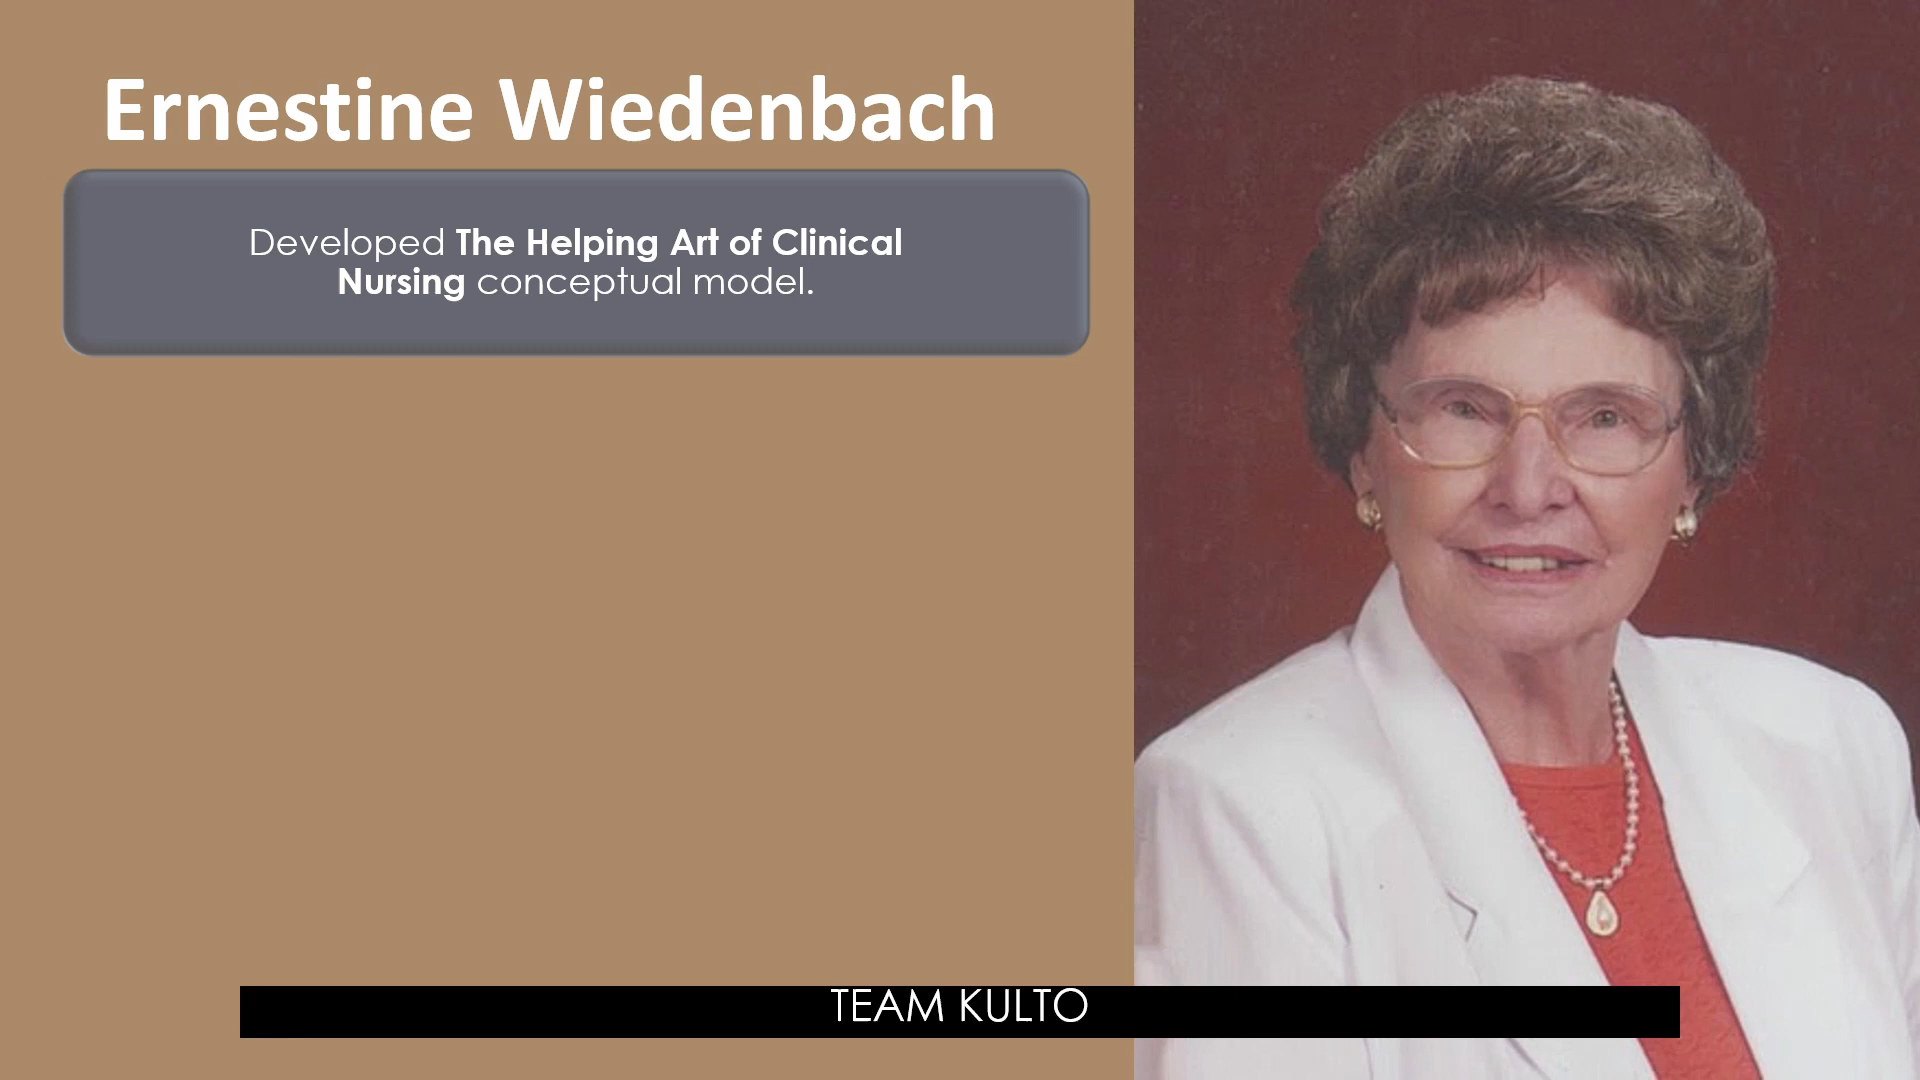 Ernestine Wiedenbach
Developed The Helping Art of Clinical
Nursing conceptual model.
TEAM KULTO